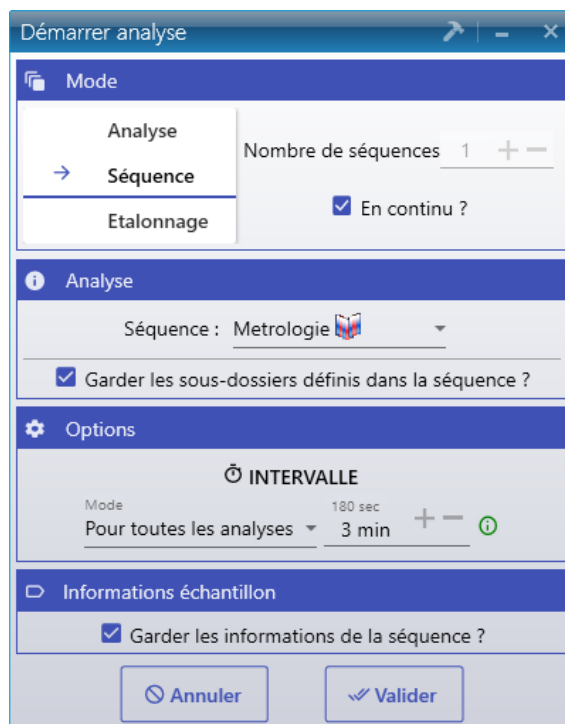 Démarrer analyse
Mode
Analyse
Séquence
Etalonnage
Nombre de séquences 1
En continu ?
Analyse
Séquence : Metrologie
Garder les sous-dossiers définis dans la séquence ?
Options
INTERVALLE
Mode
Pour toutes les analyses
180 sec
3 min
Informations échantillon
Garder les informations de la séquence ?
Annuler
Valider